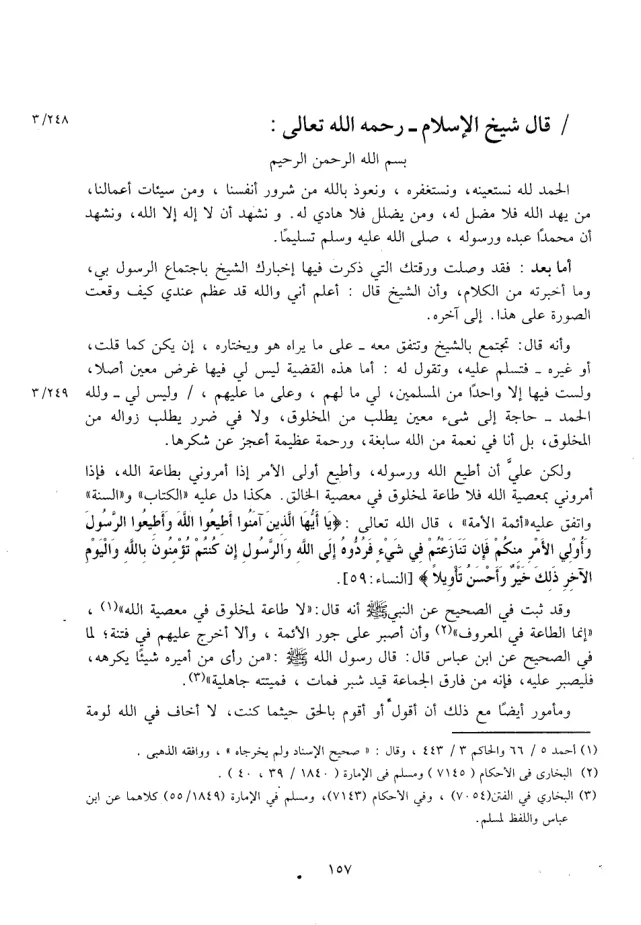 ٣/٢٤٨
/ قال شيخ الإسلام ـ رحمه الله تعالى :
بسم الله الرحمن الرحيم
الحمد لله نستعينه، ونستغفره ، ونعوذ بالله من شرور أنفسنا ، ومن سيئات أعمالنا،
من يهد الله فلا مضل له، ومن يضلل فلا هادي له. و نشهد أن لا إله إلا الله، ونشهد
أن محمدًا عبده ورسوله ، صلى الله عليه وسلم تسليمًا.
أما بعد : فقد وصلت ورقتك التي ذكرت فيها إخبارك الشيخ باجتماع الرسول بي،
وما أخبرته من الكلام، وأن الشيخ قال : أعلم أني والله قد عظم عندي كيف وقعت
الصورة على هذا. إلى آخره.
وأنه قال: تجتمع بالشيخ وتتفق معه ـ على ما يراه هو ويختاره ، إن يكن كما قلت،
أو غيره ـ فتسلم عليه، وتقول له : أما هذه القضية ليس لي فيها غرض معين أصلا،
ولست فيها إلا واحدًا من المسلمين، لي ما لهم ، وعلى ما عليهم ، / وليس لي ـ ولله
٣/٢٤٩
الحمد ـ حاجة إلى شىء معين يطلب من المخلوق، ولا في ضرر يطلب زواله من
المخلوق، بل أنا في نعمة من الله سابغة، ورحمة عظيمة أعجز عن شكرها.
ولكن عليَّ أن أطيع الله ورسوله، وأطيع أولى الأمر إذا أمروني بطاعة الله، فإذا
أمروني بمعصية الله فلا طاعة لمخلوق في معصية الخالق. هكذا دل عليه «الكتاب» و«السنة»
واتفق عليه«أئمة الأمة» ، قال الله تعالى :﴿يَا أَيُّهَا الَّذِينَ آمَنُوا أَطِيعُوا اللَّهَ وَأَطِيعُوا الرَّسُولَ
وَأُوْلِي الأَمْرِ مِنكُمْ فَإِن تَنَازَعْتُمْ فِي شَيْءٍ فَرُدُّوهُ إِلَى اللَّهِ وَالرَّسُولِ إِن كُنتُمْ تُؤْمِنُونَ بِاللَّهِ وَالْيَوْمِ
الآخِرِ ذَلِكَ خَيْرٌ وَأَحْسَنُ تَأْوِيلاً ﴾ [النساء:٥٩].
وقد ثبت في الصحيح عن النبيﷺ أنه قال:«لا طاعة لمخلوق في معصية الله»(١) ،
«إنما الطاعة في المعروف»(٢) وأن أصبر على جور الأئمة ، وألا أخرج عليهم في فتنة؛ لما
في الصحيح عن ابن عباس قال: قال رسول الله ﷺ :«من رأى من أميره شيئًا يكرهه،
فليصبر عليه، فإنه من فارق الجماعة قيد شبر فمات ، فميتته جاهلية»(٣).
ومأمور أيضًا مع ذلك أن أقول أو أقوم بالحق حيثما كنت، لا أخاف في الله لومة
(١) أحمد ٥ / ٦٦ والحاكم ٣ / ٤٤٣ ، وقال : « صحيح الإسناد ولم يخرجاه » ، ووافقه الذهبى .
(٢) البخارى فى الأحكام ( ٧١٤٥ ) ومسلم فى الإمارة ( ١٨٤٠ / ٣٩ ، ٤٠ ) .
(٣) البخاري في الفتن(٧٠٥٤) ، وفي الأحكام (٧١٤٣)، ومسلم في الإمارة (٥٥/١٨٤٩) كلاهما عن ابن
عباس واللفظ لمسلم.
١٥٧